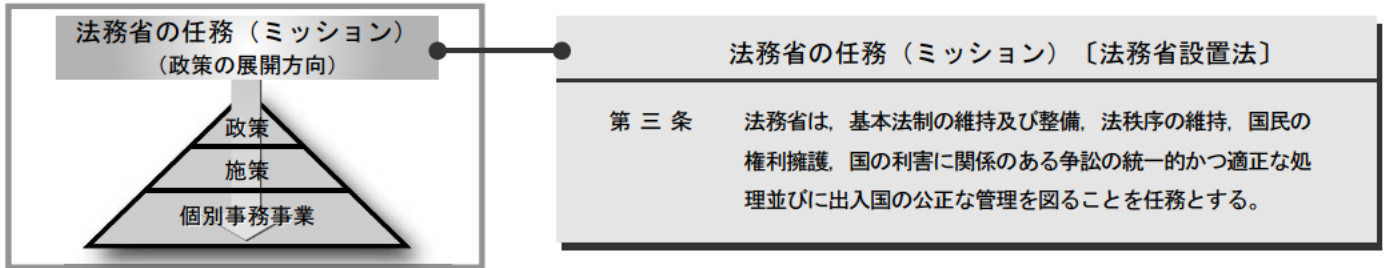 法務省の任務（ミッション）
（政策の展開方向）
政策
施策
個別事務事業
法務省の任務（ミッション）〔法務省設置法〕
第三条　法務省は，基本法制の維持及び整備，法秩序の維持，国民の
権利擁護，国の利害に関係のある争訟の統一的かつ適正な処
理並びに出入国の公正な管理を図ることを任務とする。